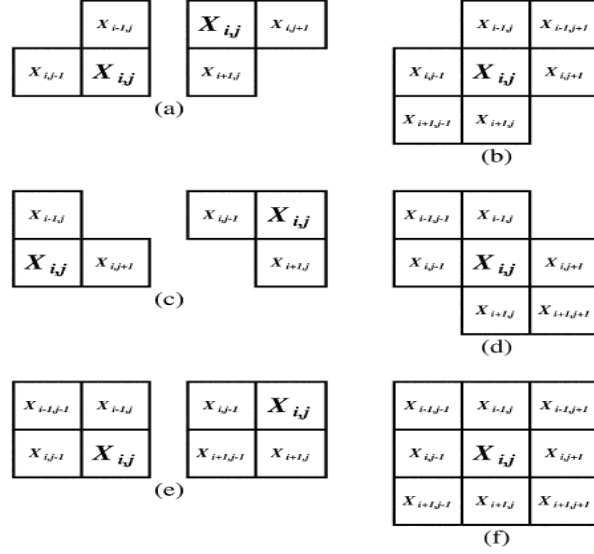 X i-1,j X i,j X i,j+1 X i-1,j X i-1,j+1
X i,j-1 X i,j X i+1,j X i,j-1 X i,j X i,j+1
(a) X i+1,j-1 X i+1,j
(b)
X i-1,j X i,j-1 X i,j X i-1,j-1 X i-1,j
X i,j X i,j+1 X i+1,j X i,j-1 X i,j X i,j+1
(c) X i+1,j X i+1,j+1
(d)
X i-1,j-1 X i-1,j X i,j-1 X i,j X i-1,j-1 X i-1,j X i-1,j+1
X i,j-1 X i,j X i+1,j-1 X i+1,j X i,j-1 X i,j X i,j+1
(e) X i+1,j-1 X i+1,j X i+1,j+1
(f)